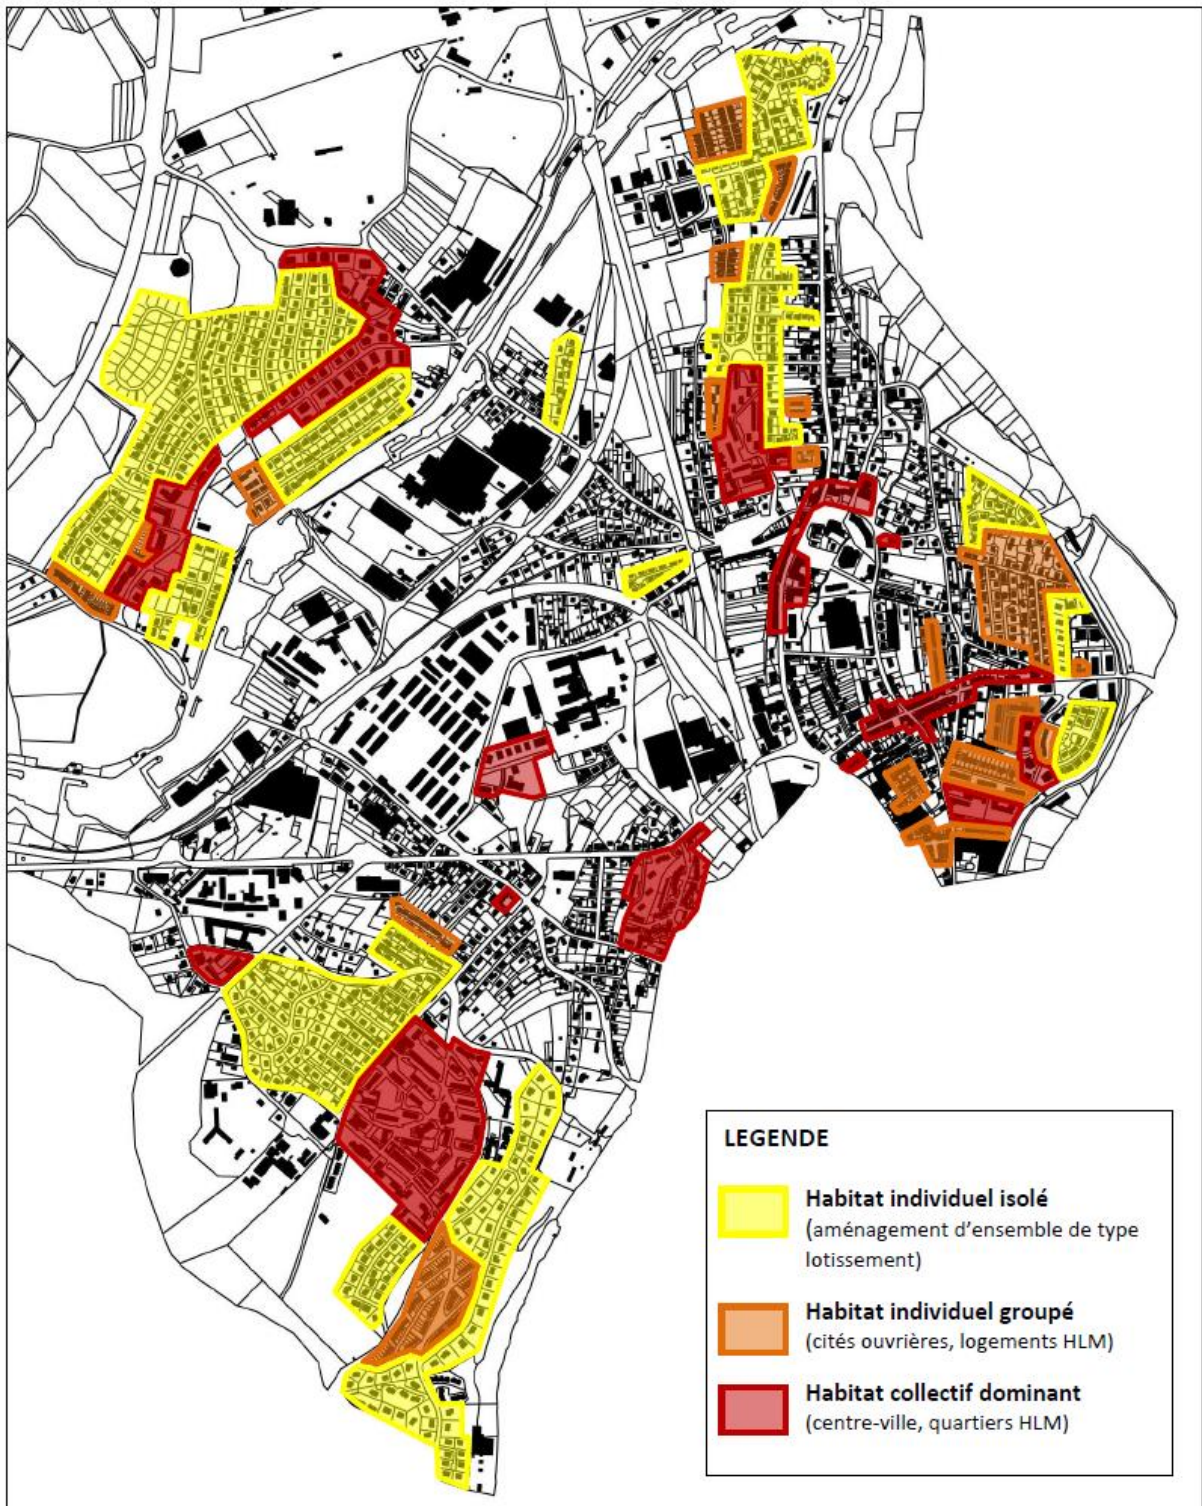 LEGENDE
Habitat individuel isolé
(aménagement d'ensemble de type
lotissement)
Habitat individuel groupé
(cités ouvrières, logements HLM)
Habitat collectif dominant
(centre-ville, quartiers HLM)